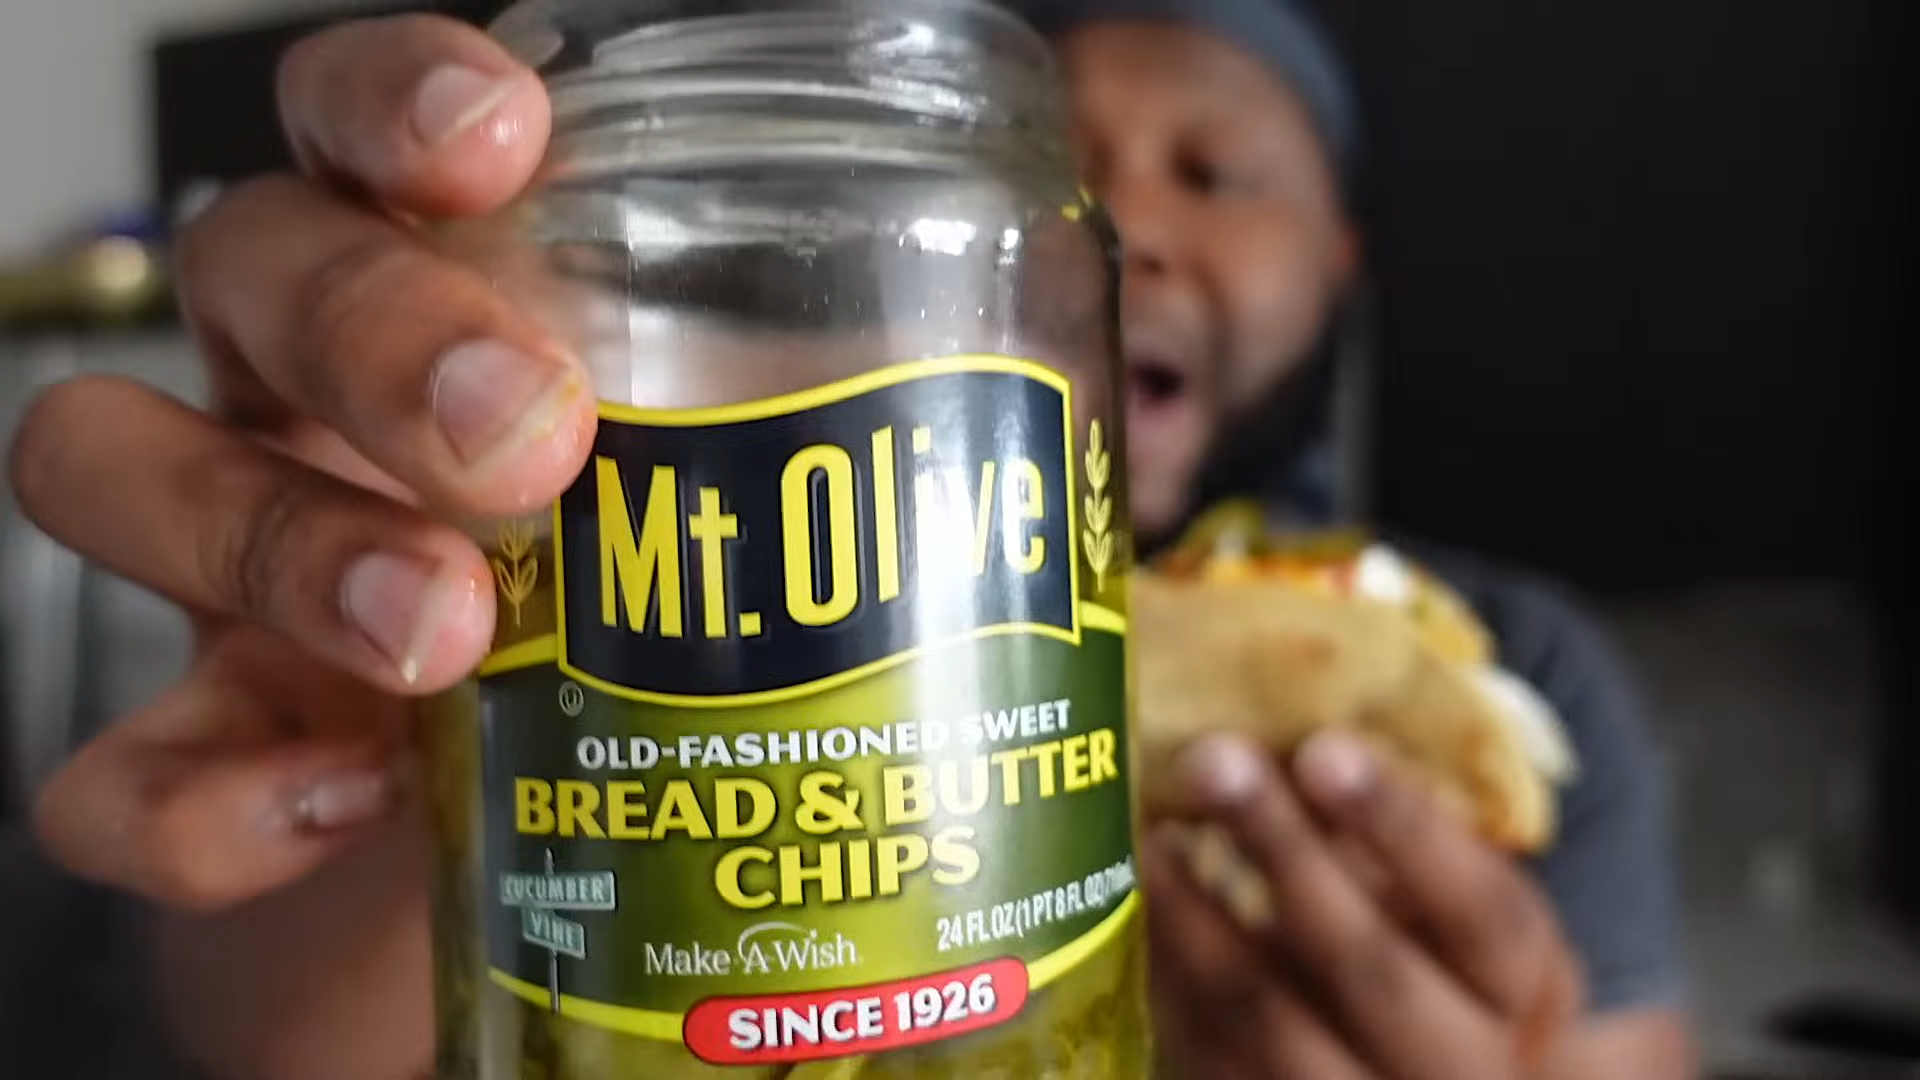 Mt. Olive
OLD-FASHIONED SWEET
BREAD & BUTTER
CHIPS
CUCUMBER
VINE
24 FL OZ (1 PT 8 FL OZ)
Make-A-Wish
SINCE 1926